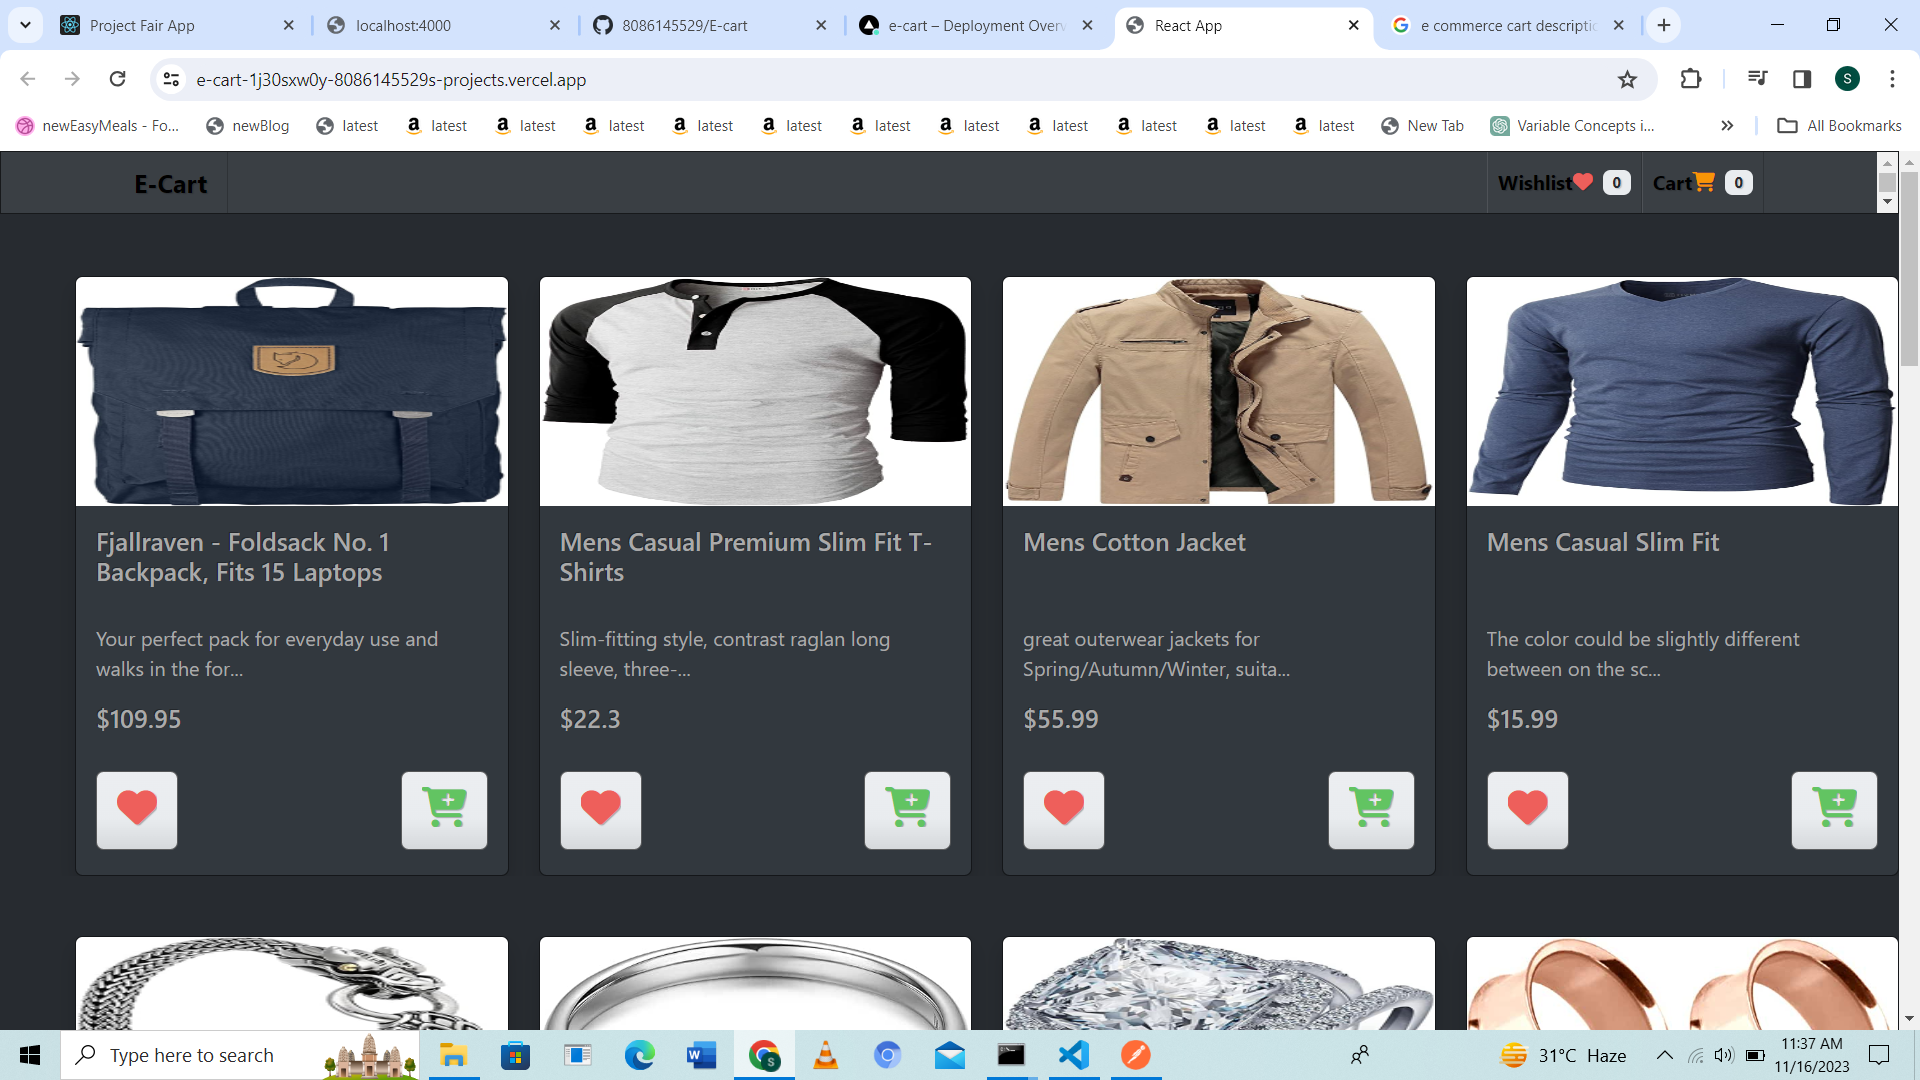 Project Fair App
localhost:4000
8086145529/E-cart
e-cart – Deployment Overv
React App
e commerce cart descriptic
e-cart-1j30sxw0y-8086145529s-projects.vercel.app
S
newEasyMeals - Fo...
newBlog
latest
latest
latest
latest
latest
latest
latest
latest
latest
latest
latest
latest
New Tab
Variable Concepts i...
All Bookmarks
E-Cart
Wishlist 0
Cart 0
Fjallraven - Foldsack No. 1
Backpack, Fits 15 Laptops
Your perfect pack for everyday use and
walks in the for...
$109.95
Mens Casual Premium Slim Fit T-
Shirts
Slim-fitting style, contrast raglan long
sleeve, three-...
$22.3
Mens Cotton Jacket
great outerwear jackets for
Spring/Autumn/Winter, suita...
$55.99
Mens Casual Slim Fit
The color could be slightly different
between on the sc...
$15.99
Type here to search
31°C Haze
11:37 AM
11/16/2023